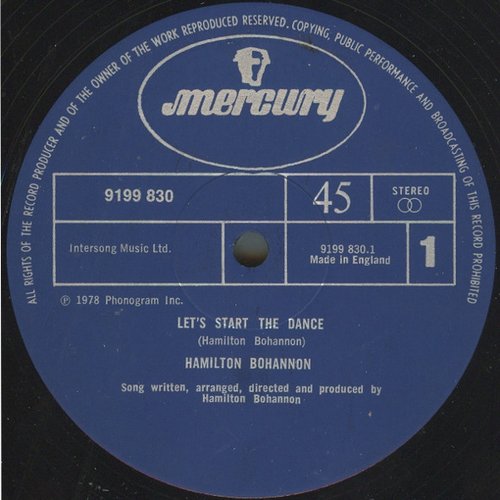 ALL RIGHTS OF THE RECORD PRODUCER AND OF THE OWNER OF THE WORK REPRODUCED RESERVED. COPYING, PUBLIC PERFORMANCE AND BROADCASTING OF THIS RECORD PROHIBITED
mercury
9199 830
45
STEREO
Intersong Music Ltd.
9199 830.1
Made in England
1
℗ 1978 Phonogram Inc.
LET'S START THE DANCE
(Hamilton Bohannon)
HAMILTON BOHANNON
Song written, arranged, directed and produced by
Hamilton Bohannon